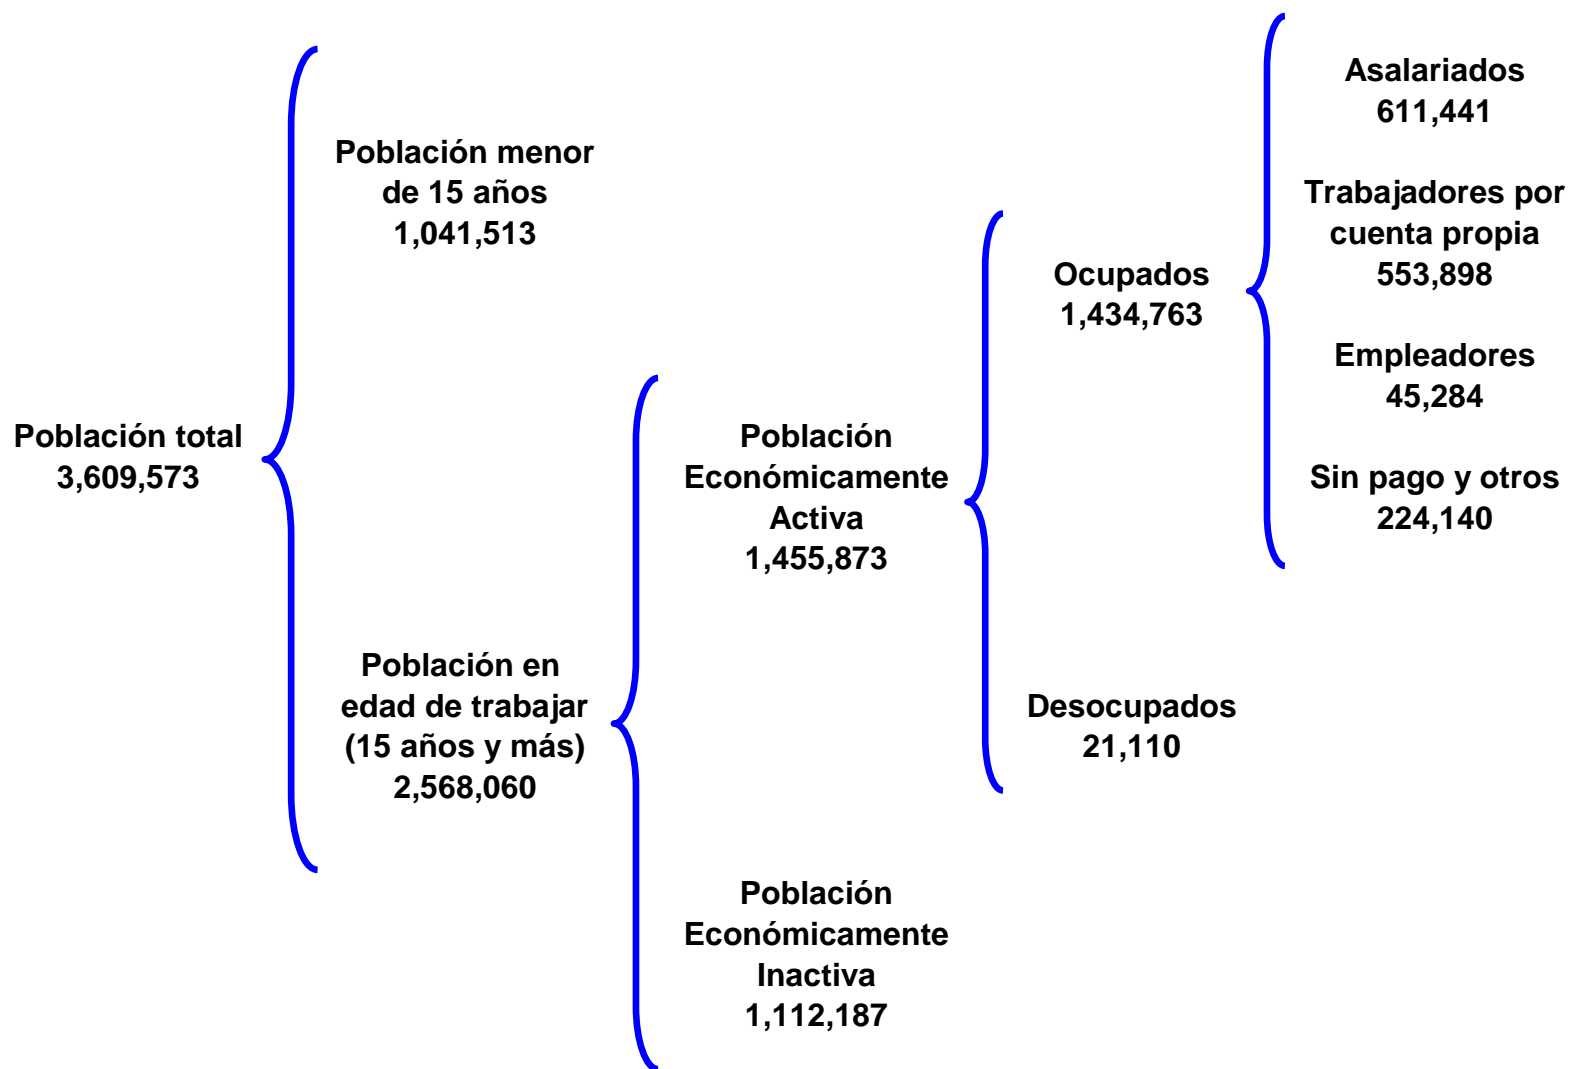 Población total
3,609,573
Población menor
de 15 años
1,041,513
Población en
edad de trabajar
(15 años y más)
2,568,060
Población
Económicamente
Activa
1,455,873
Población
Económicamente
Inactiva
1,112,187
Ocupados
1,434,763
Desocupados
21,110
Asalariados
611,441
Trabajadores por
cuenta propia
553,898
Empleadores
45,284
Sin pago y otros
224,140